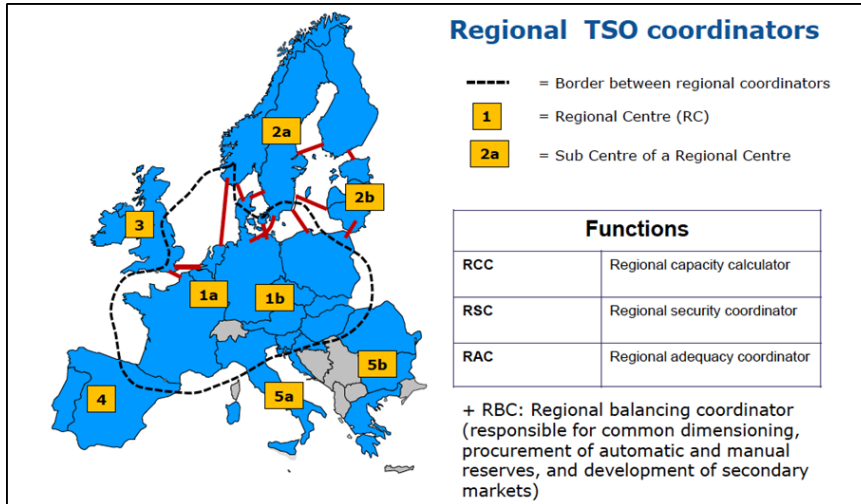 Regional TSO coordinators
= Border between regional coordinators
1 = Regional Centre (RC)
2a = Sub Centre of a Regional Centre
2a
2b
3
1a
1b
5b
4
5a
Functions
RCC Regional capacity calculator
RSC Regional security coordinator
RAC Regional adequacy coordinator
+ RBC: Regional balancing coordinator
(responsible for common dimensioning,
procurement of automatic and manual
reserves, and development of secondary
markets)